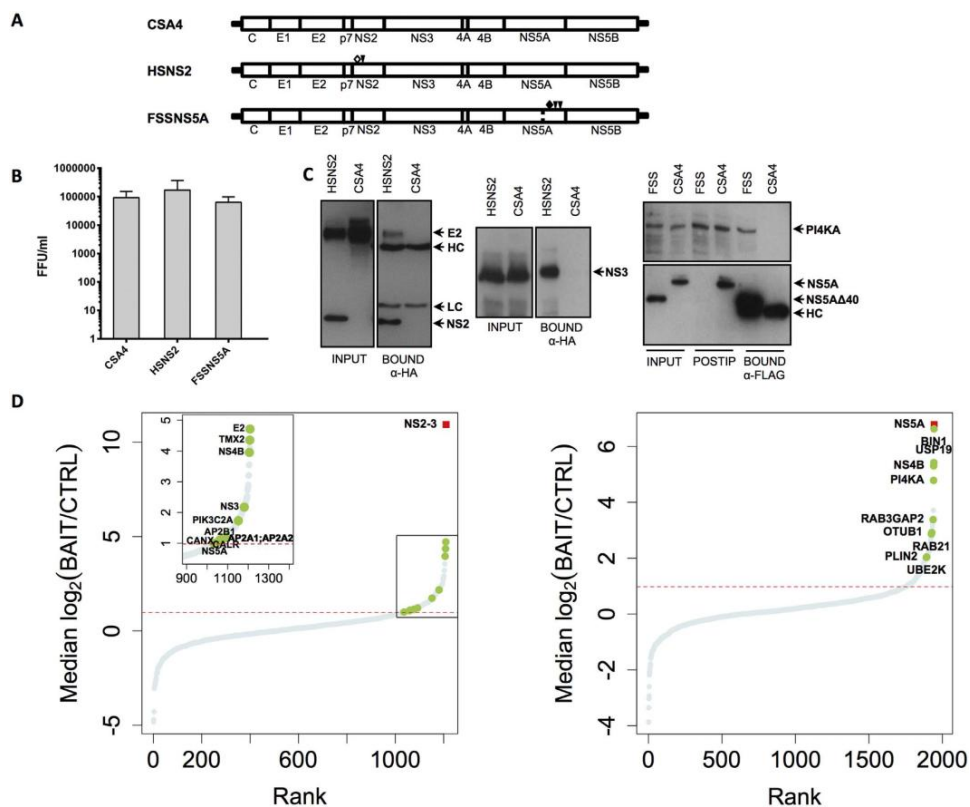 A
CSA4
C E1 E2 p7 NS2 NS3 4A 4B NS5A NS5B
HSNS2
C E1 E2 p7 NS2 NS3 4A 4B NS5A NS5B
FSSNS5A
C E1 E2 p7 NS2 NS3 4A 4B NS5A NS5B
B
FFU/ml
1000000
100000
10000
1000
100
10
1
CSA4
HSNS2
FSSNS5A
C
HSNS2 CSA4 HSNS2 CSA4
E2
HC
LC
NS2
INPUT BOUND
α-HA
HSNS2 CSA4 HSNS2 CSA4
NS3
INPUT BOUND
α-HA
FSS CSA4 FSS CSA4 FSS CSA4
PI4KA
NS5A
NS5AΔ40
HC
INPUT POSTIP BOUND
α-FLAG
D
Median log2(BAIT/CTRL)
10
5
0
-5
0 400 1000
Rank
NS2-3
5
4
3
2
1
900 1100 1300
E2
TMX2
NS4B
NS3
PIK3C2A
AP2B1
CANX
AP2A1;AP2A2
CALR
NS5A
Median log2(BAIT/CTRL)
6
4
2
0
-2
-4
0 500 1000 1500 2000
Rank
NS5A
BIN1
USP19
NS4B
PI4KA
RAB3GAP2
OTUB1
RAB21
PLIN2
UBE2K